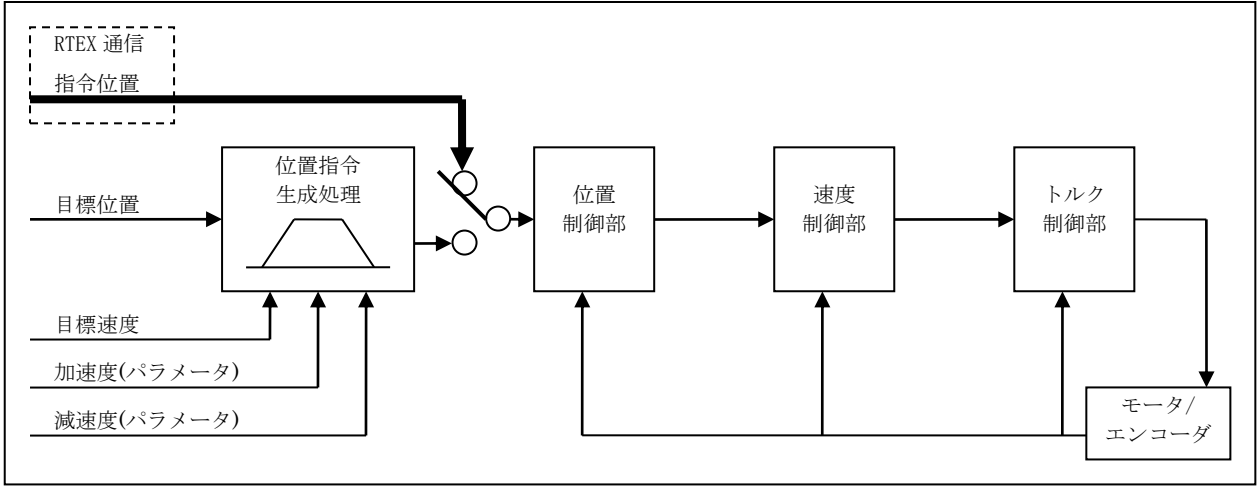 RTEX 通信
指令位置
位置指令
生成処理
目標位置
位置
制御部
速度
制御部
トルク
制御部
目標速度
加速度(パラメータ)
減速度(パラメータ)
モータ/
エンコーダ